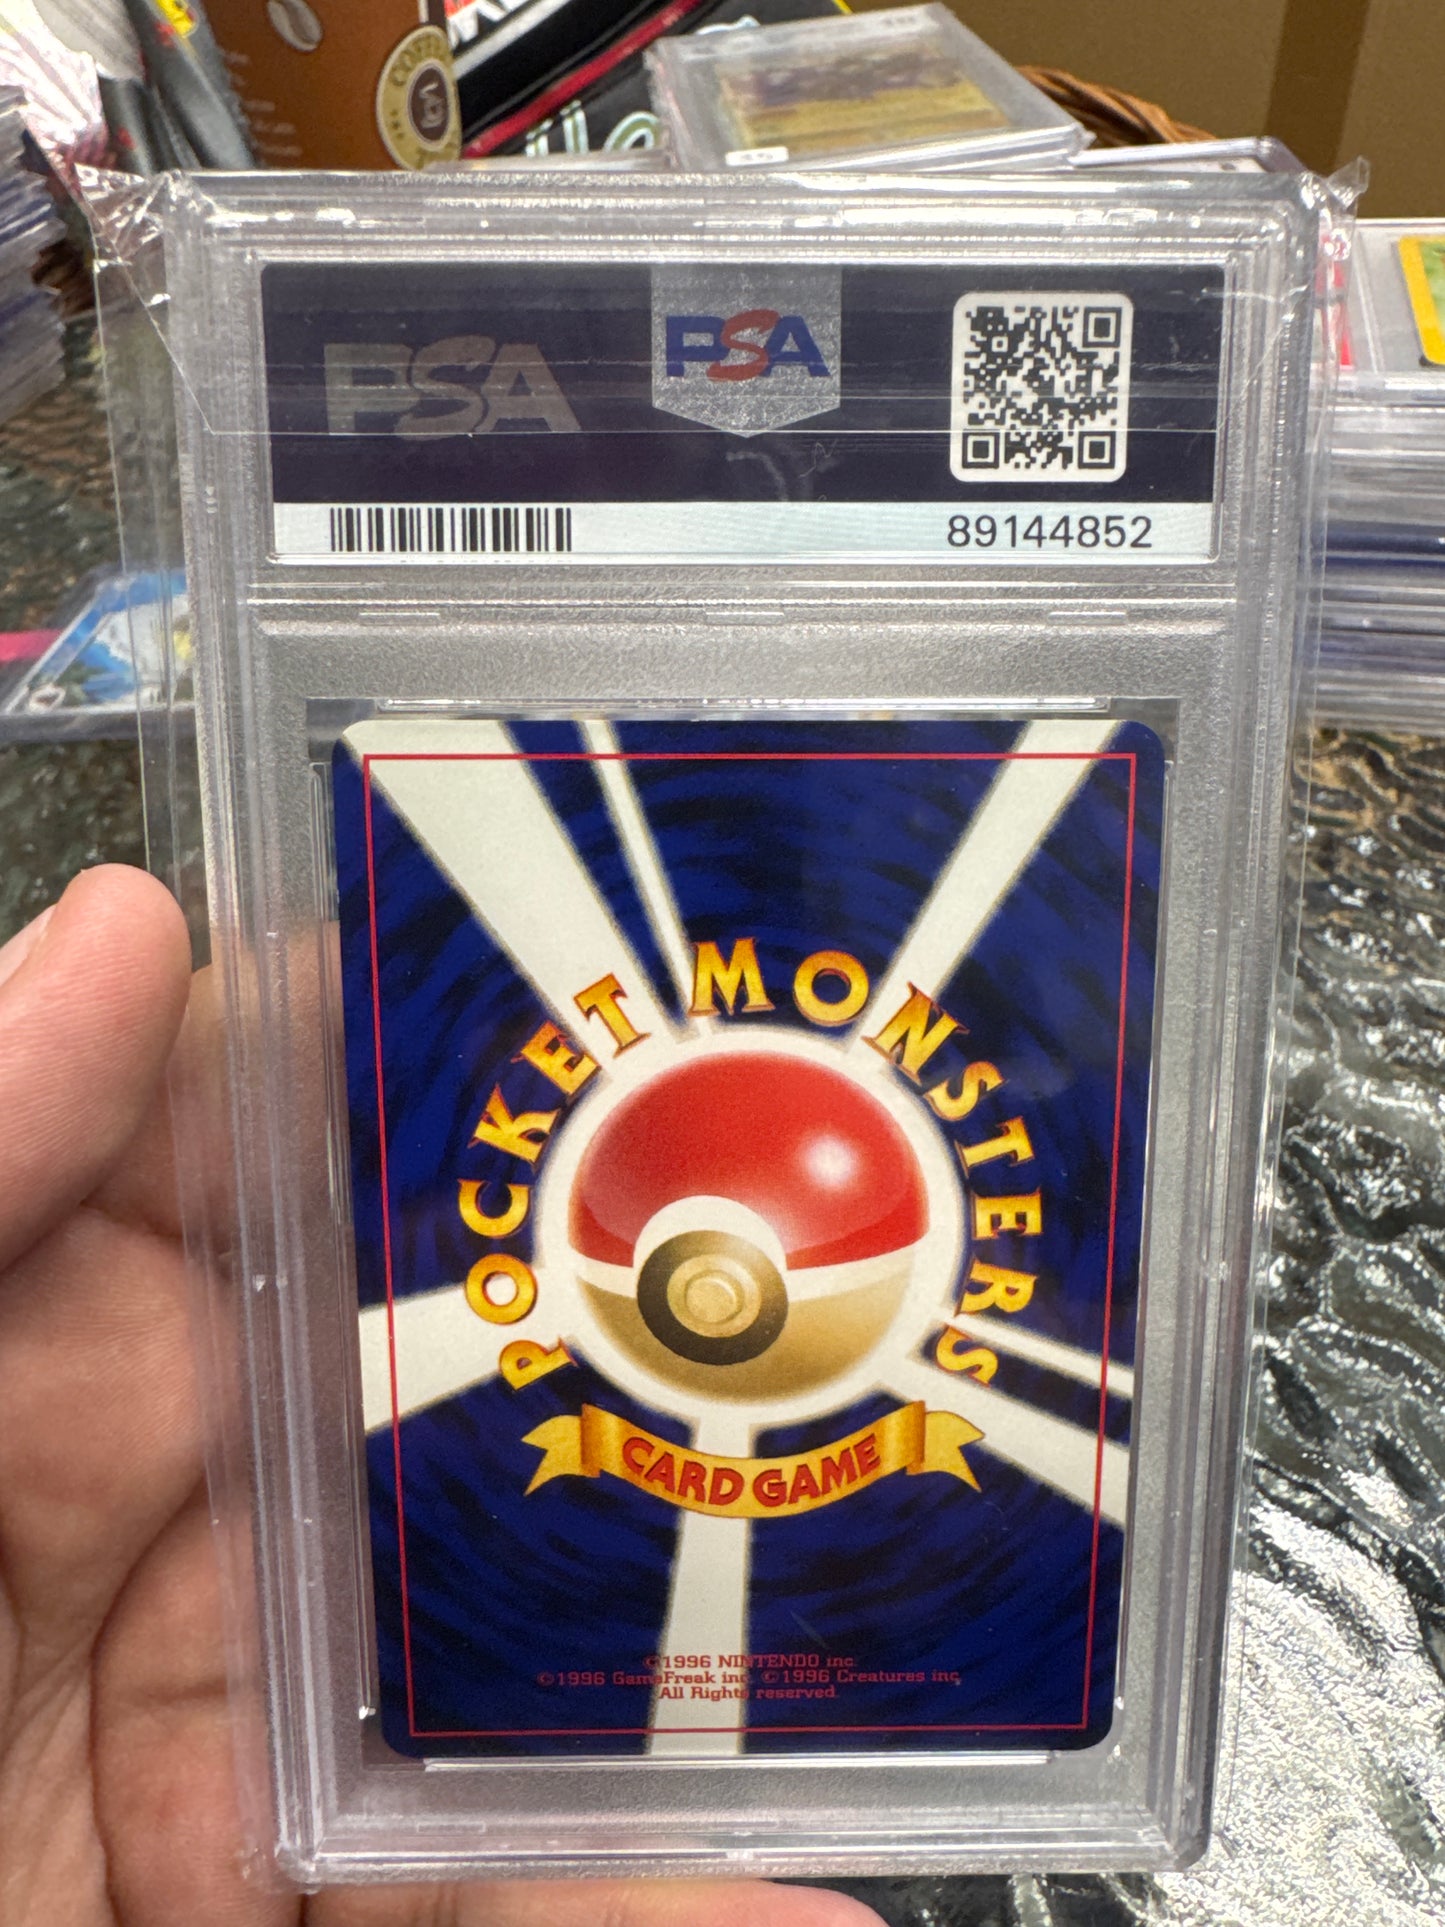 COFFEE
PSA
PSA
89144852
POCKET MONSTERS
CARD GAME
©1996 NINTENDO inc.
©1996 GameFreak inc. ©1996 Creatures inc.
All Rights reserved.